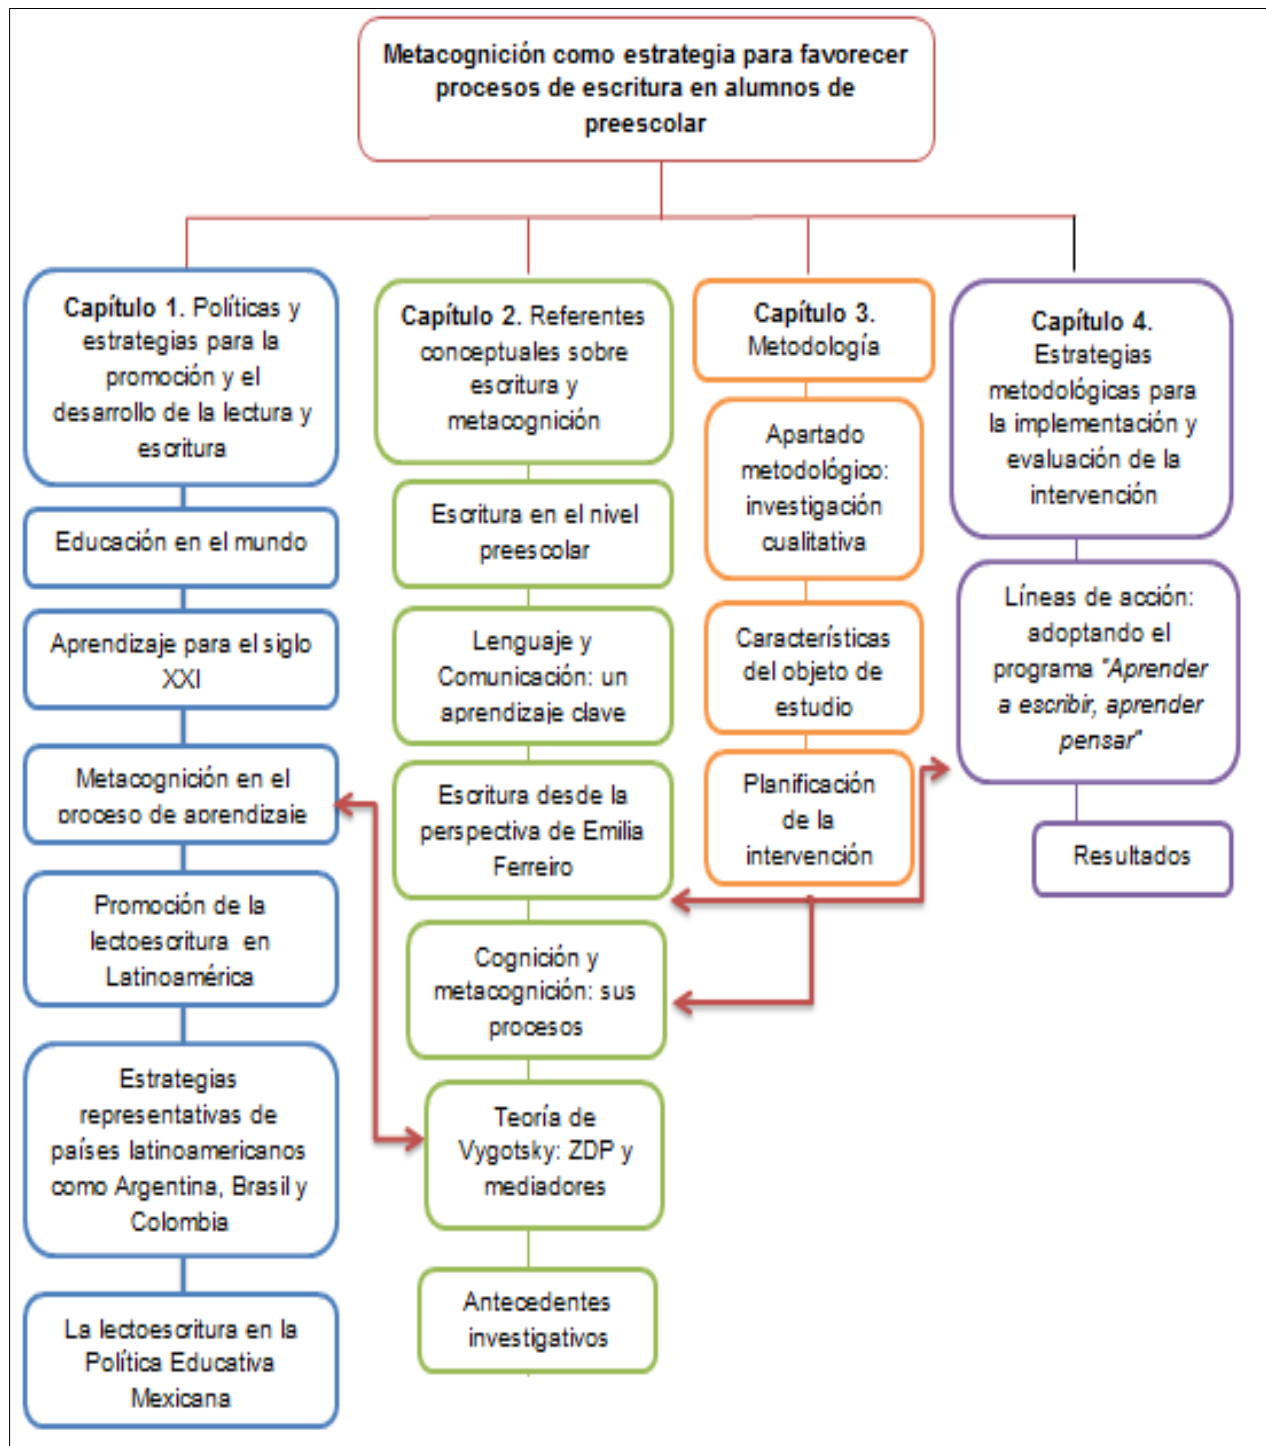 Metacognición como estrategia para favorecer
procesos de escritura en alumnos de
preescolar
Capítulo 1. Políticas y
estrategias para la
promoción y el
desarrollo de la lectura y
escritura
Educación en el mundo
Aprendizaje para el siglo
XXI
Metacognición en el
proceso de aprendizaje
Promoción de la
lectoescritura en
Latinoamérica
Estrategias
representativas de
países latinoamericanos
como Argentina, Brasil y
Colombia
La lectoescritura en la
Política Educativa
Mexicana
Capítulo 2. Referentes
conceptuales sobre
escritura y
metacognición
Escritura en el nivel
preescolar
Lenguaje y
Comunicación: un
aprendizaje clave
Escritura desde la
perspectiva de Emilia
Ferreiro
Cognición y
metacognición: sus
procesos
Teoría de
Vygotsky: ZDP y
mediadores
Antecedentes
investigativos
Capítulo 3.
Metodología
Apartado
metodológico:
investigación
cualitativa
Características
del objeto de
estudio
Planificación
de la
intervención
Capítulo 4.
Estrategias
metodológicas para
la implementación y
evaluación de la
intervención
Líneas de acción:
adoptando el
programa "Aprender
a escribir, aprender
pensar"
Resultados